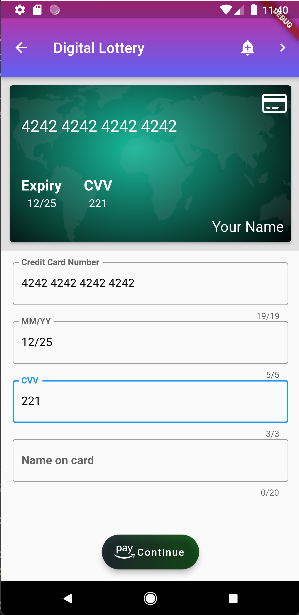 11:40
DEBUG
Digital Lottery
4242 4242 4242 4242
Expiry CVV
12/25 221
Your Name
Credit Card Number
4242 4242 4242 4242
19/19
MM/YY
12/25
5/5
CVV
221
3/3
Name on card
0/20
pay Continue